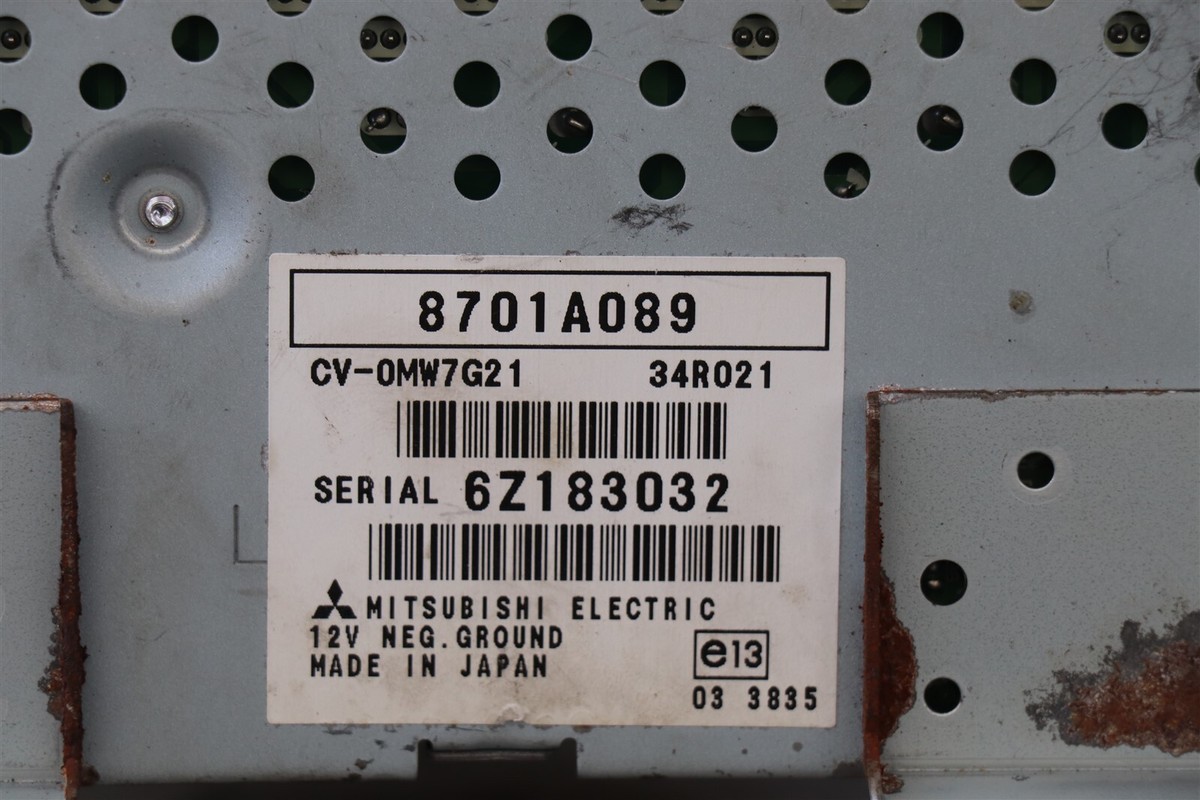 8701A089
CV-0MW7G21 34R021
SERIAL 6Z183032
MITSUBISHI ELECTRIC
12V NEG.GROUND
MADE IN JAPAN
e13
03 3835